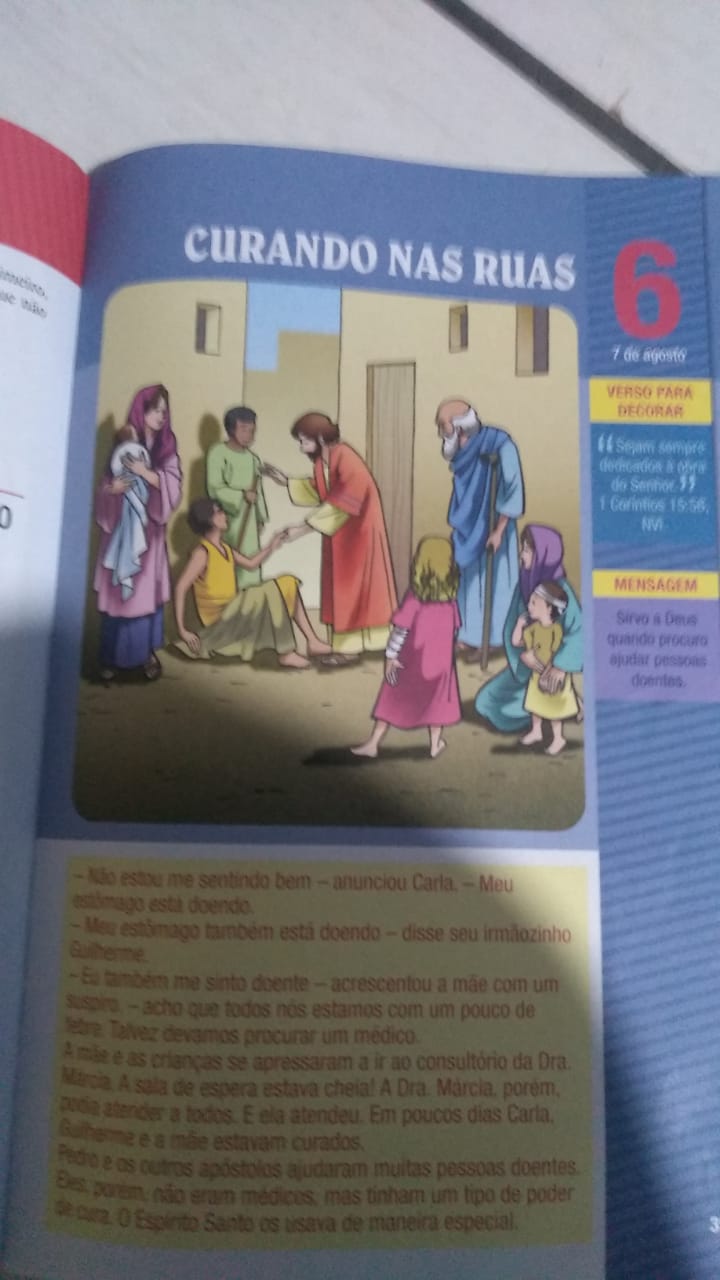 CURANDO NAS RUAS
6
7 de agosto
VERSO PARA
DECORAR
“Sejam sempre
dedicados à obra
do Senhor.”
1 Coríntios 15:58,
NVI
MENSAGEM
Sirvo a Deus
quando procuro
ajudar pessoas
doentes.
– Não estou me sentindo bem – anunciou Carla. – Meu
estômago está doendo.
– Meu estômago também está doendo – disse seu irmãozinho
Guilherme.
– Eu também me sinto doente – acrescentou a mãe com um
suspiro, – acho que todos nós estamos com um pouco de
febre. Talvez devamos procurar um médico.
A mãe e as crianças se apressaram a ir ao consultório da Dra.
Márcia. A sala de espera estava cheia! A Dra. Márcia, porém,
podia atender a todos. E ela atendeu. Em poucos dias Carla,
Guilherme e a mãe estavam curados.
Pedro e os outros apóstolos ajudaram muitas pessoas doentes.
Eles, porém, não eram médicos, mas tinham um tipo de poder
de cura. O Espírito Santo os usava de maneira especial.
3